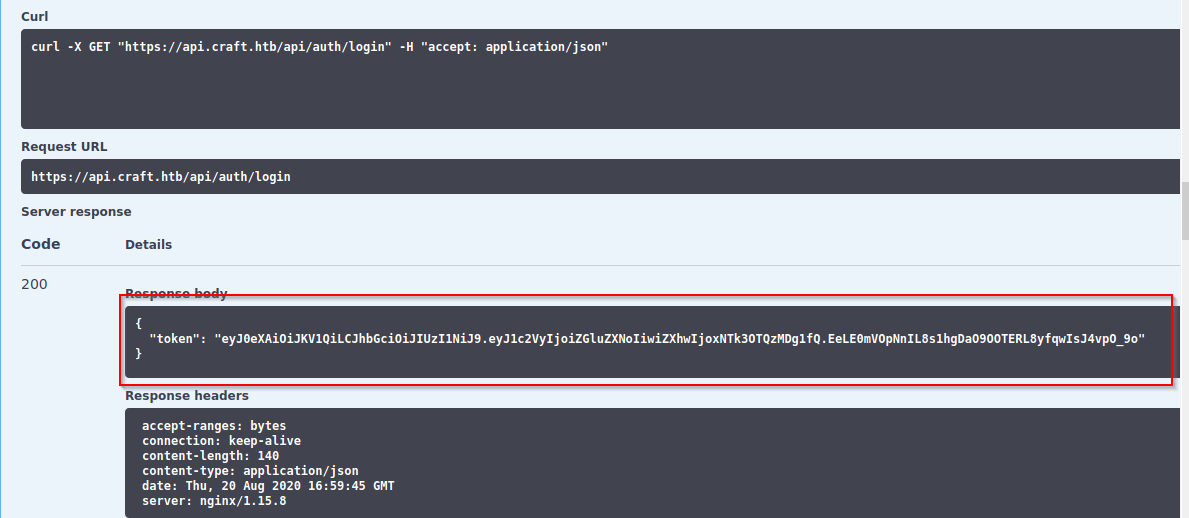 Curl
curl -X GET "https://api.craft.htb/api/auth/login" -H "accept: application/json"
Request URL
https://api.craft.htb/api/auth/login
Server response
Code Details
200
Response body
{
"token": "eyJ0eXAiOiJKV1QiLCJhbGciOiJIUzI1NiJ9.eyJ1c2VyIjoiZGluZXNoIiwiZXhwIjoxNTk3OTQzMDg1fQ.EeLE0mVOpNnIL8s1hgDaO9OOTERL8yfqwIsJ4vpO_9o"
}
Response headers
accept-ranges: bytes
connection: keep-alive
content-length: 140
content-type: application/json
date: Thu, 20 Aug 2020 16:59:45 GMT
server: nginx/1.15.8